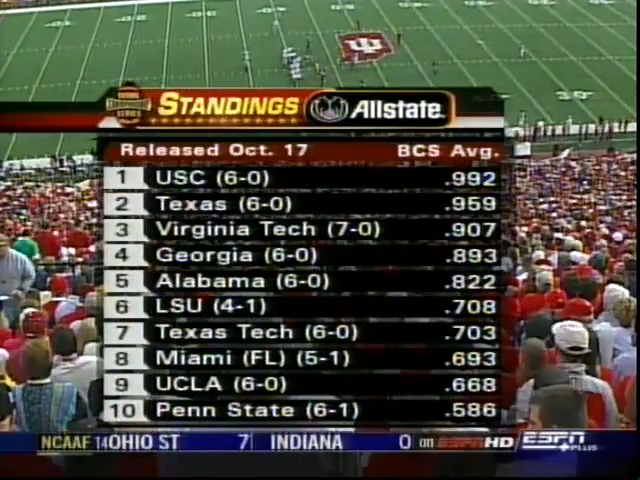 STANDINGS Allstate.
Released Oct. 17 BCS Avg.
1 USC (6-0) .992
2 Texas (6-0) .959
3 Virginia Tech (7-0) .907
4 Georgia (6-0) .893
5 Alabama (6-0) .822
6 LSU (4-1) .708
7 Texas Tech (6-0) .703
8 Miami (FL) (5-1) .693
9 UCLA (6-0) .668
10 Penn State (6-1) .586
NCAAF 14 OHIO ST 7 INDIANA 0 on ESPN HD ESPN PLUS